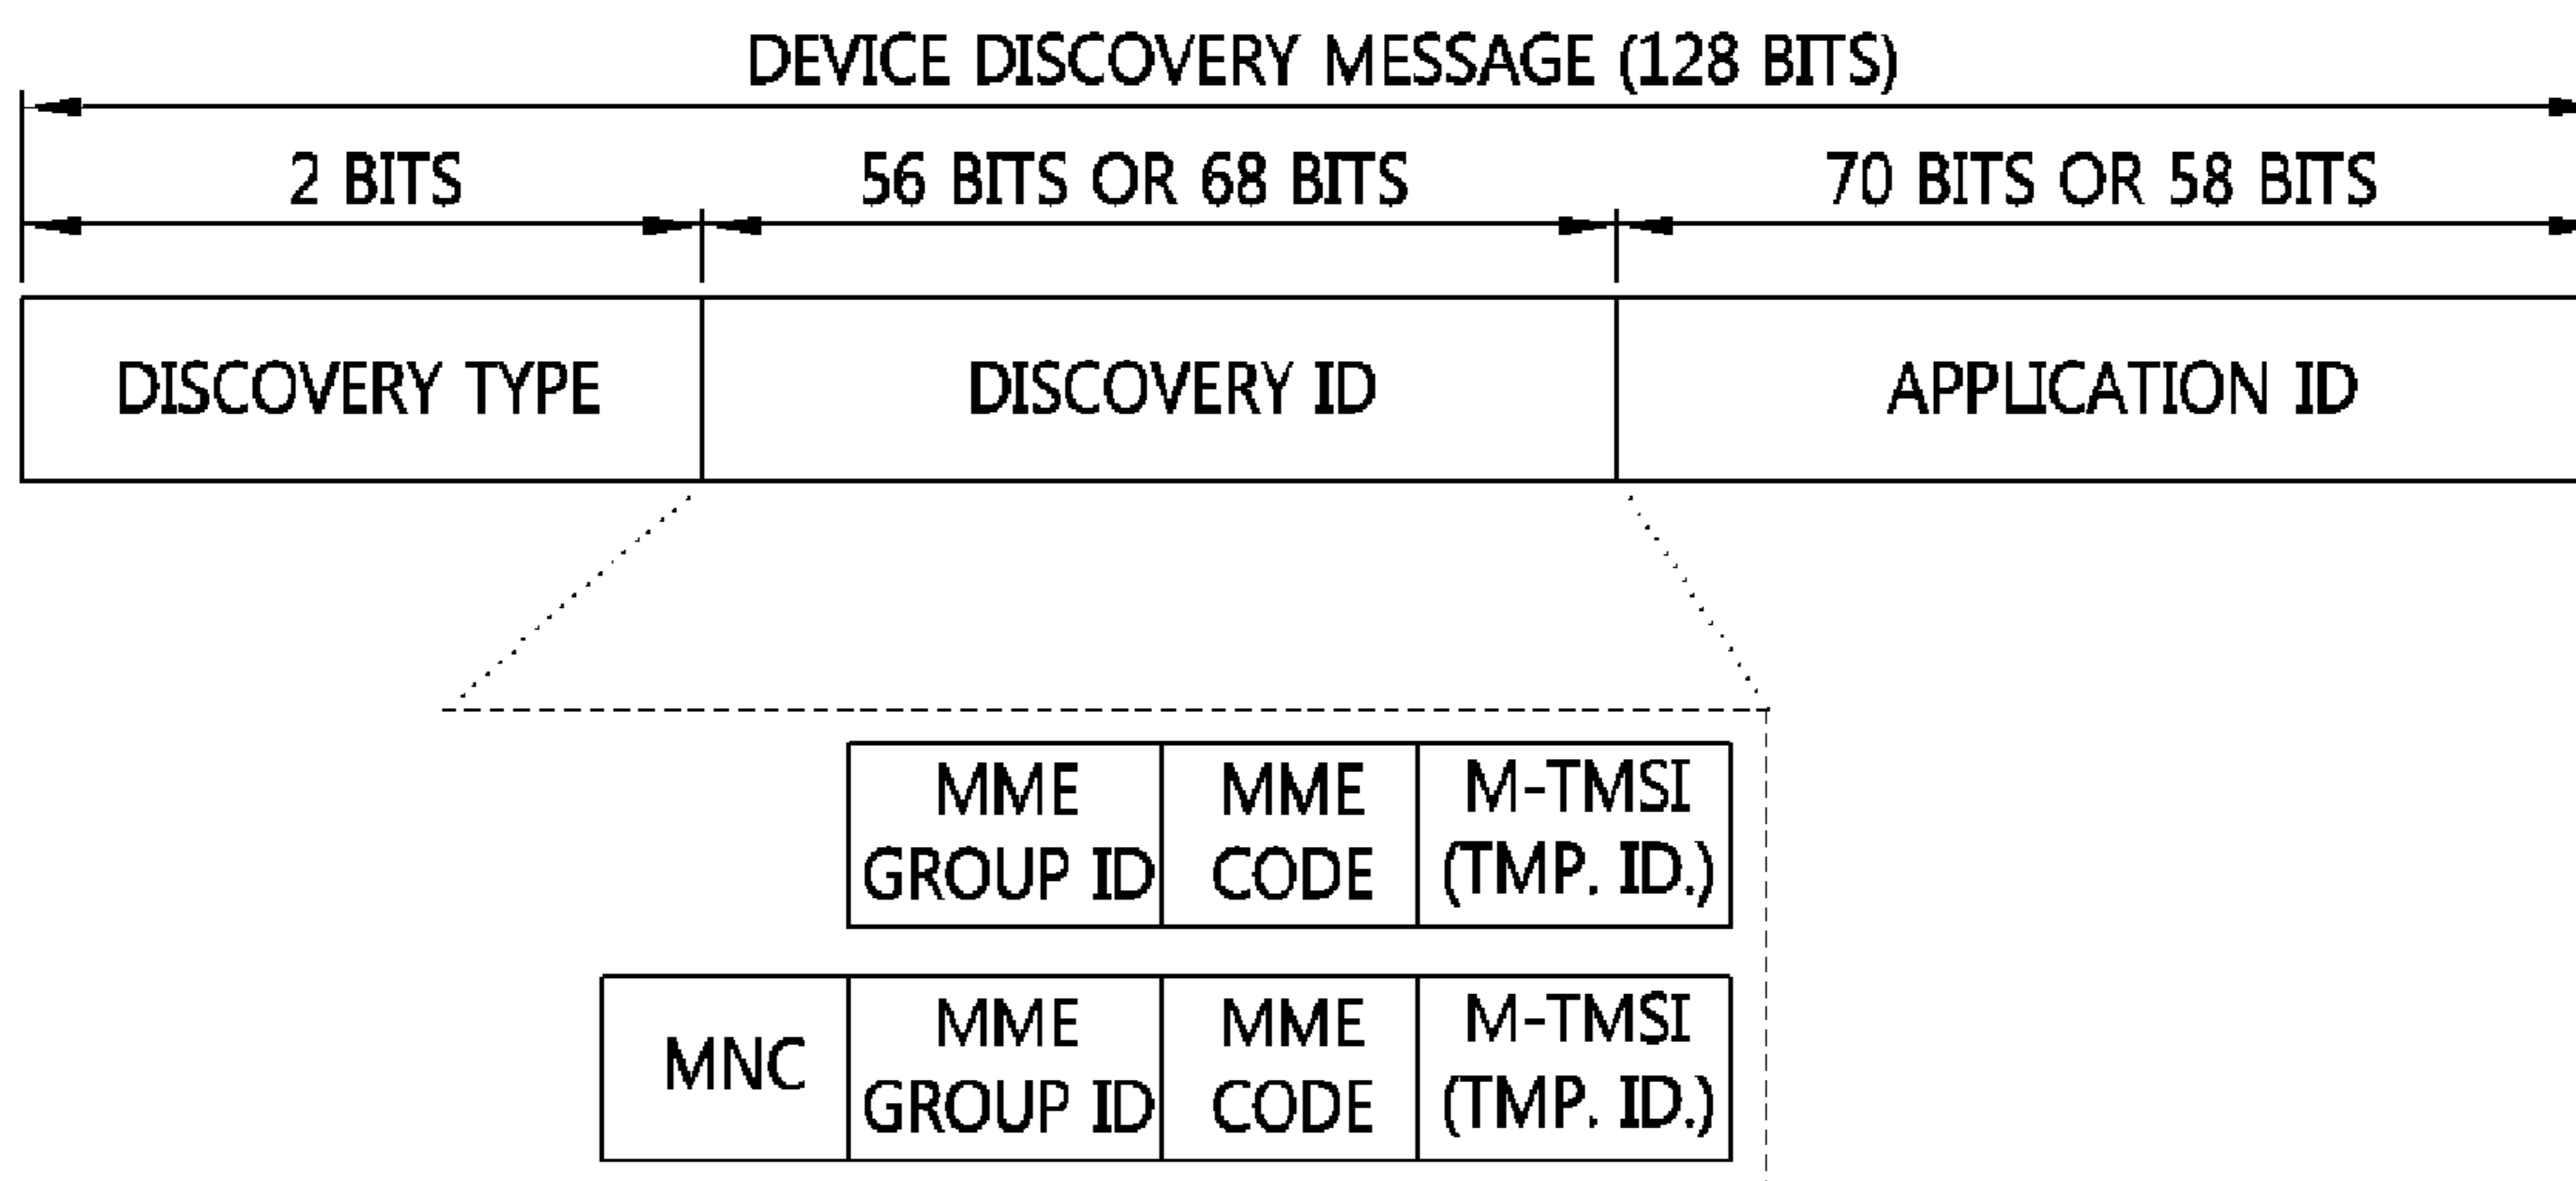 DEVICE DISCOVERY MESSAGE (128 BITS)
2 BITS
56 BITS OR 68 BITS
70 BITS OR 58 BITS
DISCOVERY TYPE
DISCOVERY ID
APPLICATION ID
MME
GROUP ID
MME
CODE
M-TMSI
(TMP. ID.)
MNC
MME
GROUP ID
MME
CODE
M-TMSI
(TMP. ID.)